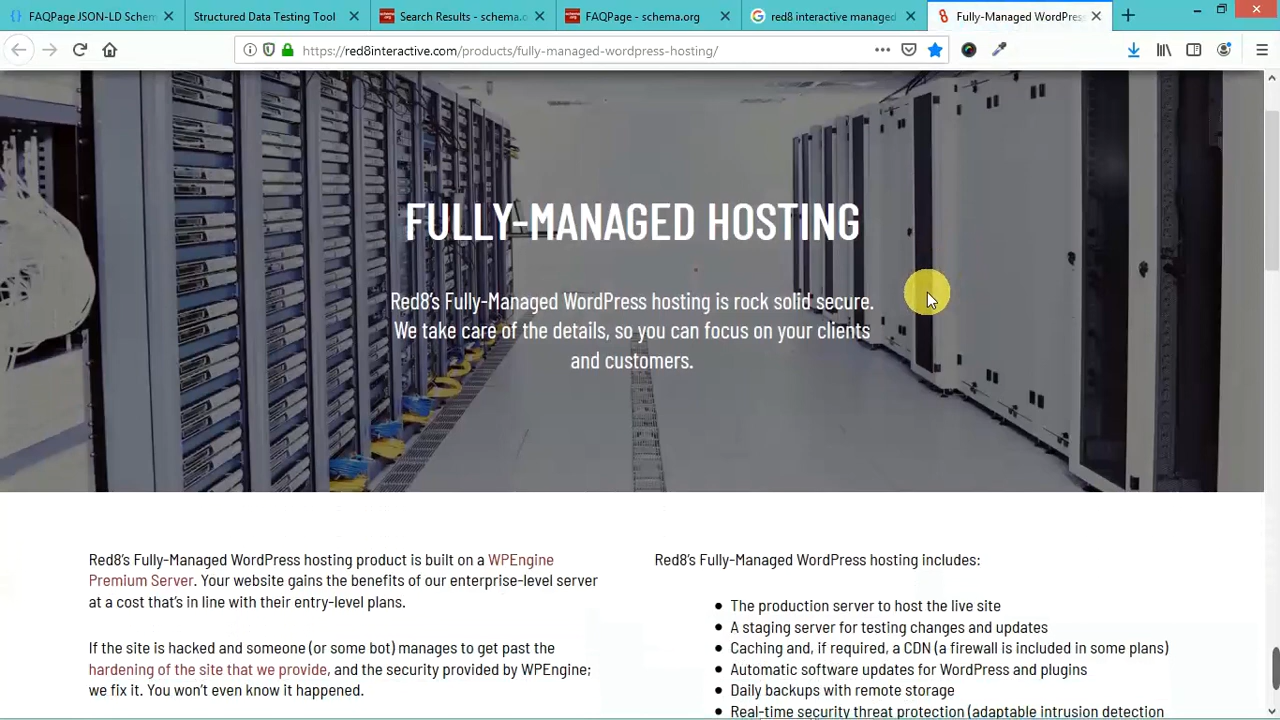 FAQPage JSON-LD Schem
Structured Data Testing Tool
Search Results - schema.o
FAQPage - schema.org
red8 interactive managed
Fully-Managed WordPress
https://red8interactive.com/products/fully-managed-wordpress-hosting/
FULLY-MANAGED HOSTING
Red8's Fully-Managed WordPress hosting is rock solid secure.
We take care of the details, so you can focus on your clients
and customers.
Red8's Fully-Managed WordPress hosting product is built on a WPEngine
Premium Server. Your website gains the benefits of our enterprise-level server
at a cost that's in line with their entry-level plans.
If the site is hacked and someone (or some bot) manages to get past the
hardening of the site that we provide, and the security provided by WPEngine;
we fix it. You won't even know it happened.
Red8's Fully-Managed WordPress hosting includes:
The production server to host the live site
A staging server for testing changes and updates
Caching and, if required, a CDN (a firewall is included in some plans)
Automatic software updates for WordPress and plugins
Daily backups with remote storage
Real-time security threat protection (adaptable intrusion detection